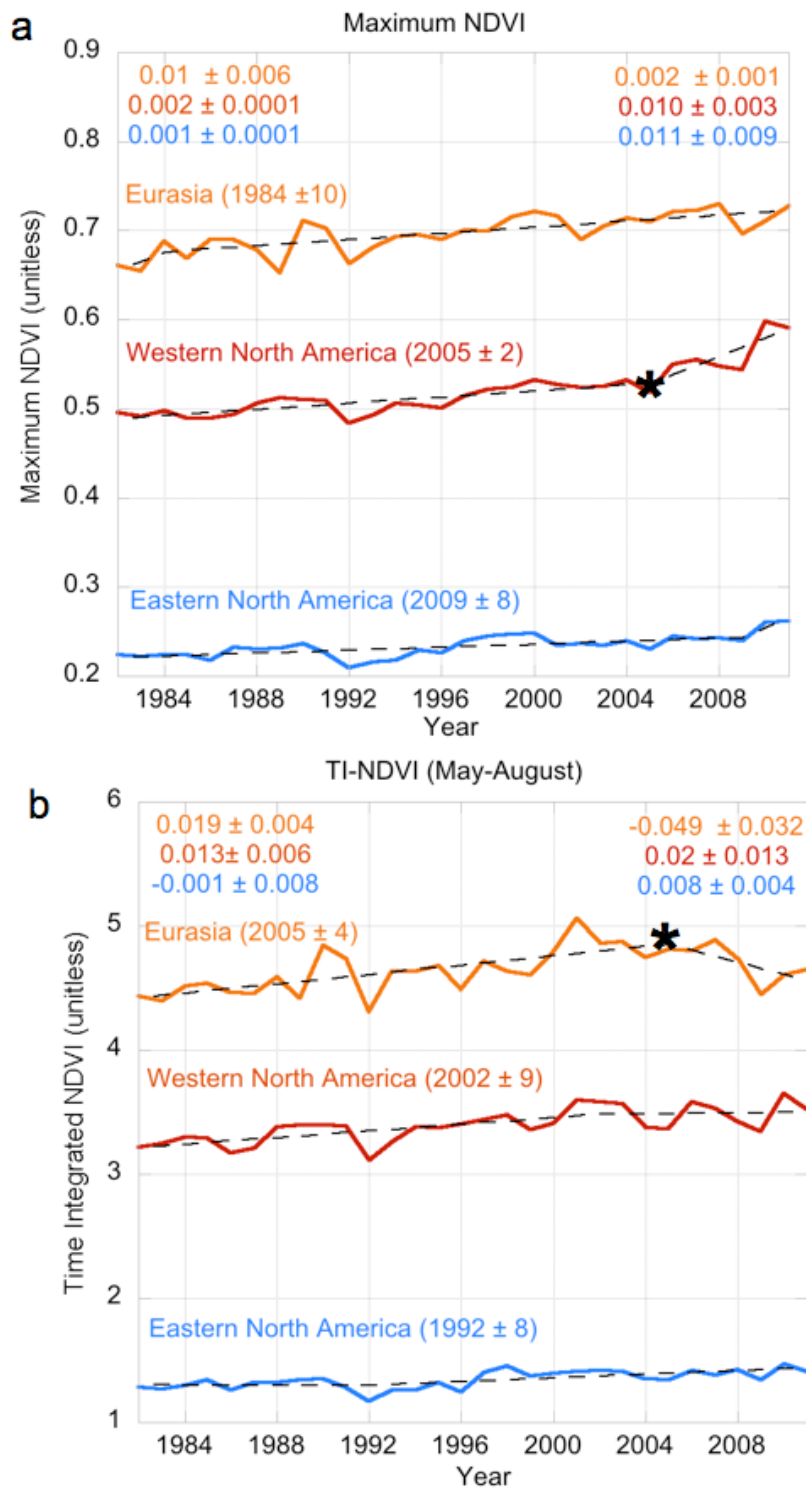 a
Maximum NDVI
0.9
0.8
0.7
0.6
0.5
0.4
0.3
0.2
Maximum NDVI (unitless)
0.01 ± 0.006
0.002 ± 0.0001
0.001 ± 0.0001
0.002 ± 0.001
0.010 ± 0.003
0.011 ± 0.009
Eurasia (1984 ±10)
Western North America (2005 ± 2)
*
Eastern North America (2009 ± 8)
1984 1988 1992 1996 2000 2004 2008
Year
b
TI-NDVI (May-August)
6
5
4
3
2
1
Time Integrated NDVI (unitless)
0.019 ± 0.004
0.013± 0.006
-0.001 ± 0.008
-0.049 ± 0.032
0.02 ± 0.013
0.008 ± 0.004
Eurasia (2005 ± 4)
*
Western North America (2002 ± 9)
Eastern North America (1992 ± 8)
1984 1988 1992 1996 2000 2004 2008
Year